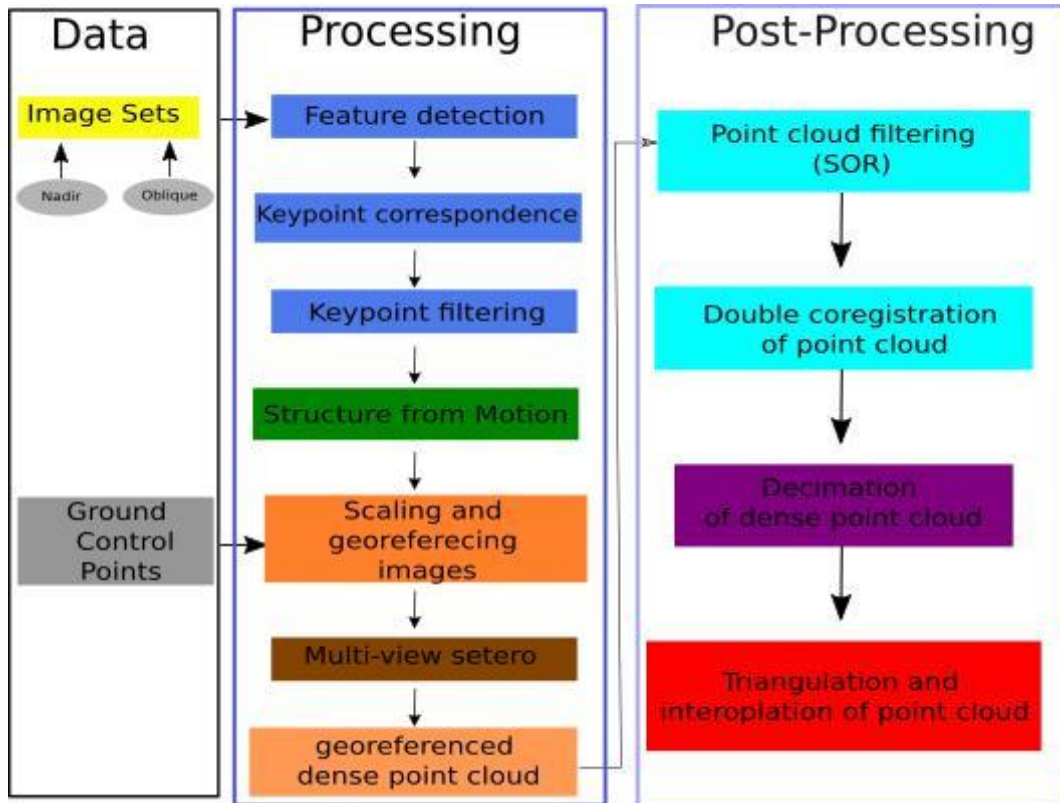 Data
Image Sets
Nadir
Oblique
Ground
Control
Points
Processing
Feature detection
Keypoint correspondence
Keypoint filtering
Structure from Motion
Scaling and
georeferecing
images
Multi-view setero
georeferenced
dense point cloud
Post-Processing
Point cloud filtering
(SOR)
Double coregistration
of point cloud
Decimation
of dense point cloud
Triangulation and
interoplation of point cloud